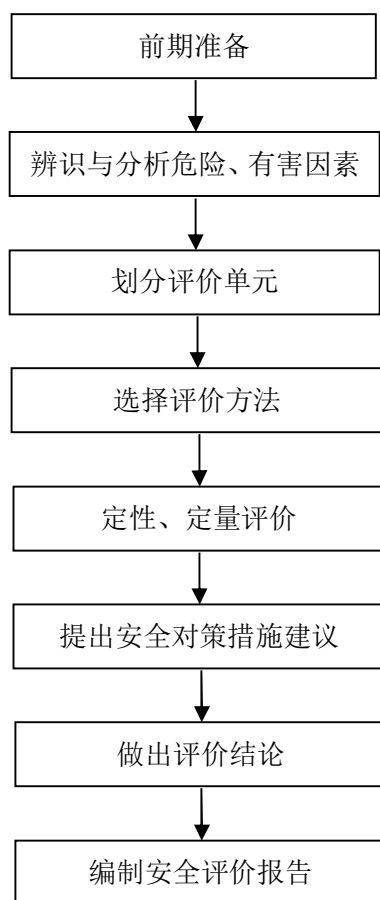 前期准备
辨识与分析危险、有害因素
划分评价单元
选择评价方法
定性、定量评价
提出安全对策措施建议
做出评价结论
编制安全评价报告